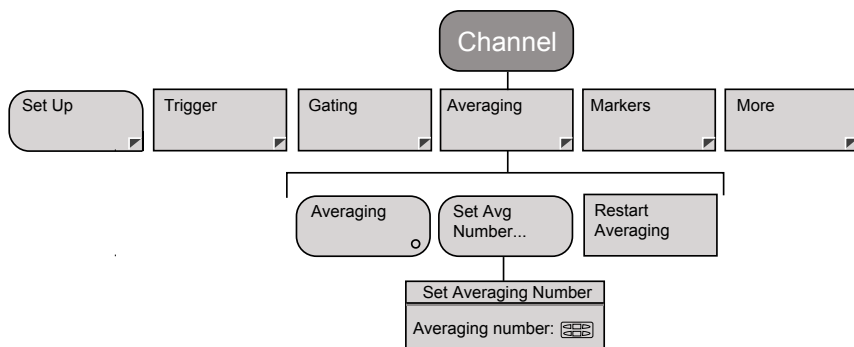 Channel
Set Up
Trigger
Gating
Averaging
Markers
More
Averaging
Set Avg
Number...
Restart
Averaging
Set Averaging Number
Averaging number: